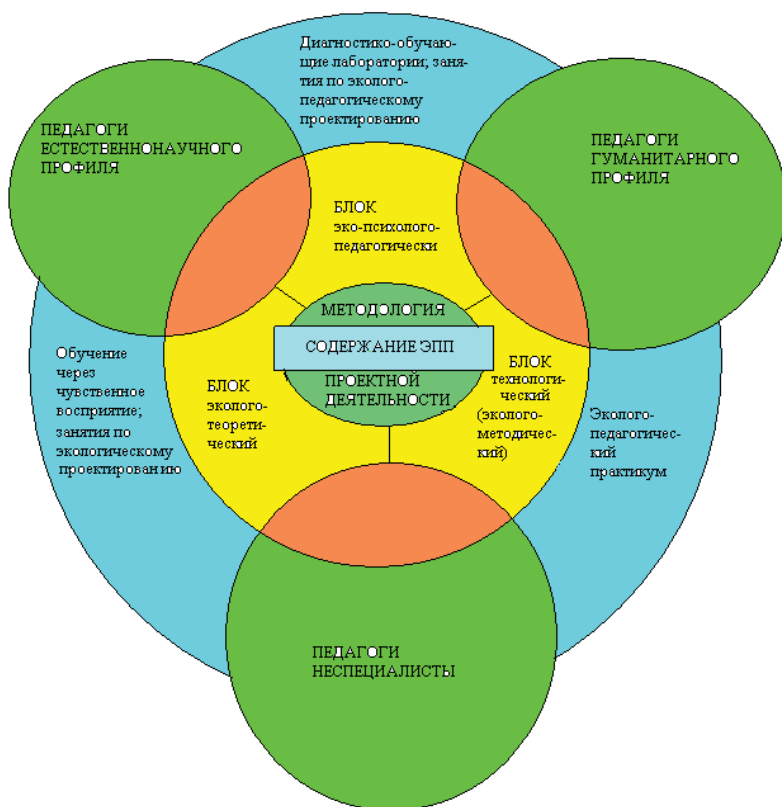 Диагностико-обучаю-
щие лаборатории; заня-
тия по эколого-
педагогическому
проектированию
ПЕДАГОГИ
ЕСТЕСТВЕННОНАУЧНОГО
ПРОФИЛЯ
ПЕДАГОГИ
ГУМАНИТАРНОГО
ПРОФИЛЯ
БЛОК
эко-психолого-
педагогически
МЕТОДОЛОГИЯ
СОДЕРЖАНИЕ ЭПП
ПРОЕКТНОЙ
ДЕЯТЕЛЬНОСТИ
Обучение
через
чувственное
восприятие;
занятия по
экологическому
проектированию
БЛОК
эколого-
теорети-
ческий
БЛОК
технологи-
ческий
(эколого-
методичес-
кий)
Эколого-
педагогичес-
кий
практикум
ПЕДАГОГИ
НЕСПЕЦИАЛИСТЫ